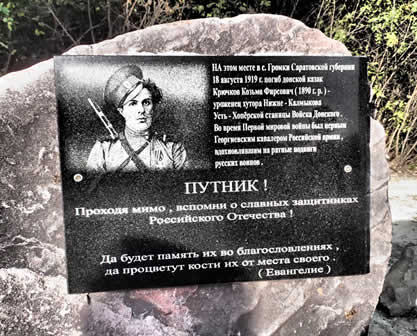 НА этом месте в с. Громки Саратовской губернии
18 августа 1919 г. погиб донской казак
Крючков Козьма Фирсович ( 1890 г. р. ) -
уроженец хутора Нижне - Калмыкова
Усть - Хопёрской станицы Войска Донского .
Во время Первой мировой войны был первым
Георгиевским кавалером Российской армии ,
вдохновлявшим на ратные подвиги
русских воинов .
ПУТНИК !
Проходя мимо , вспомни о славных защитниках
Российского Отечества !
Да будет память их во благословлениях ,
да процветут кости их от места своего .
( Евангелие )